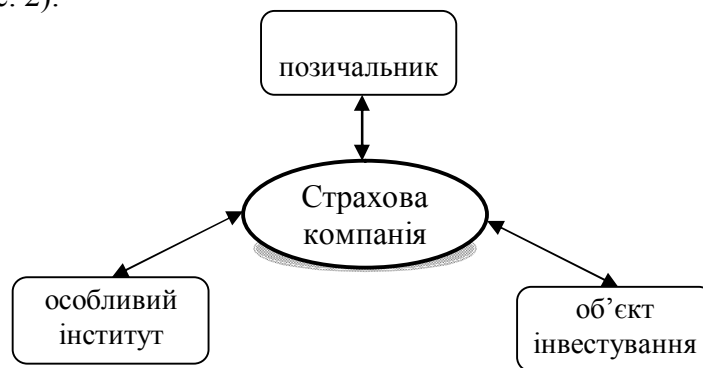 с. 2).
позичальник
Страхова
компанія
особливий
інститут
об’єкт
інвестування